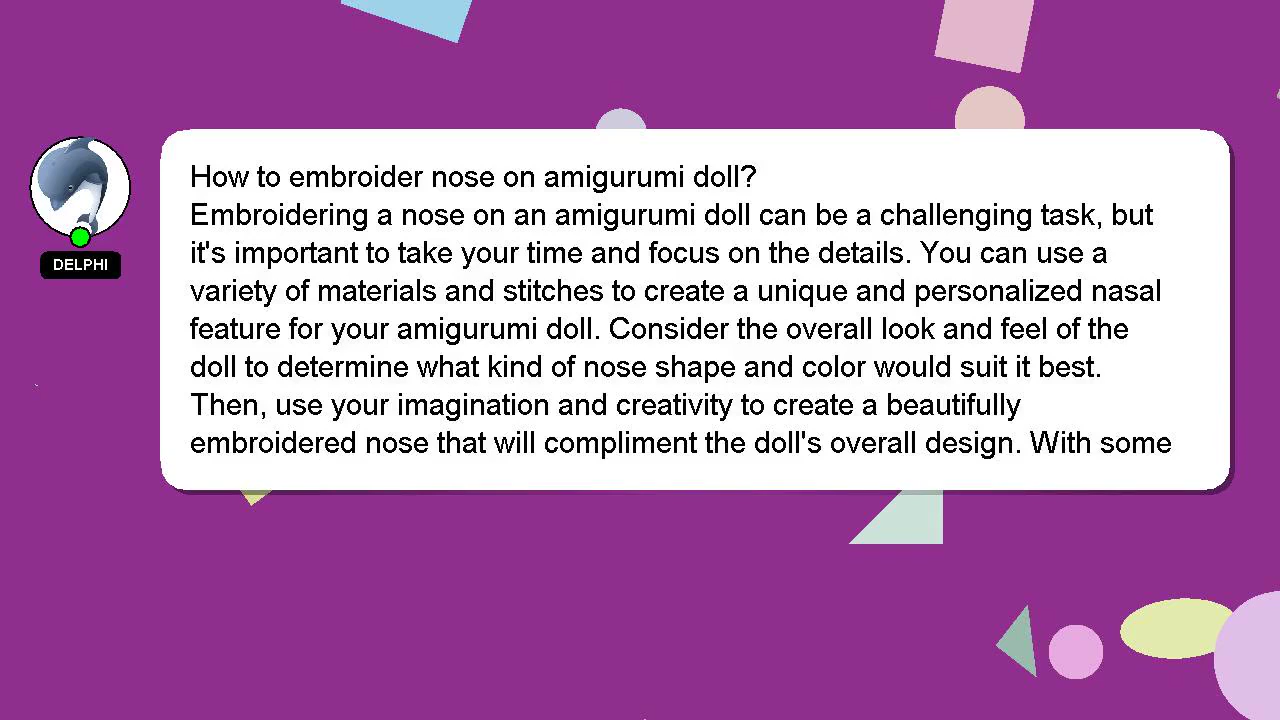 How to embroider nose on amigurumi doll?
Embroidering a nose on an amigurumi doll can be a challenging task, but
it's important to take your time and focus on the details. You can use a
variety of materials and stitches to create a unique and personalized nasal
feature for your amigurumi doll. Consider the overall look and feel of the
doll to determine what kind of nose shape and color would suit it best.
Then, use your imagination and creativity to create a beautifully
embroidered nose that will compliment the doll's overall design. With some
DELPHI